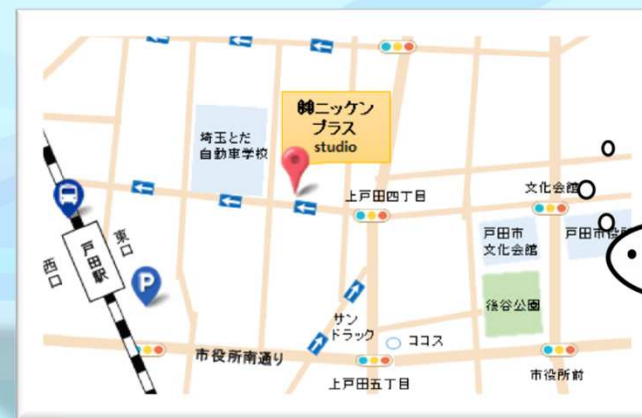 ㈱ニッケン
プラス
studio
埼玉とだ
自動車学校
上戸田四丁目
文化会館
戸田市
文化会館
戸田市役所
東口
戸田駅
西口
P
後谷公園
サン
ドラック
ココス
市役所南通り
上戸田五丁目
市役所前